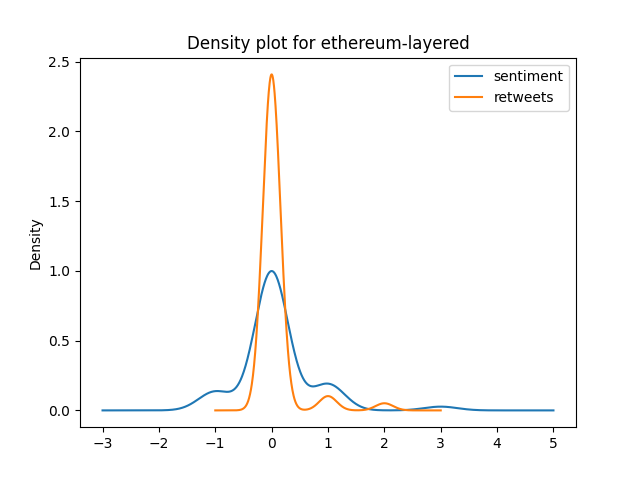 Density plot for ethereum-layered
sentiment
retweets
Density
2.5
2.0
1.5
1.0
0.5
0.0
−3 −2 −1 0 1 2 3 4 5